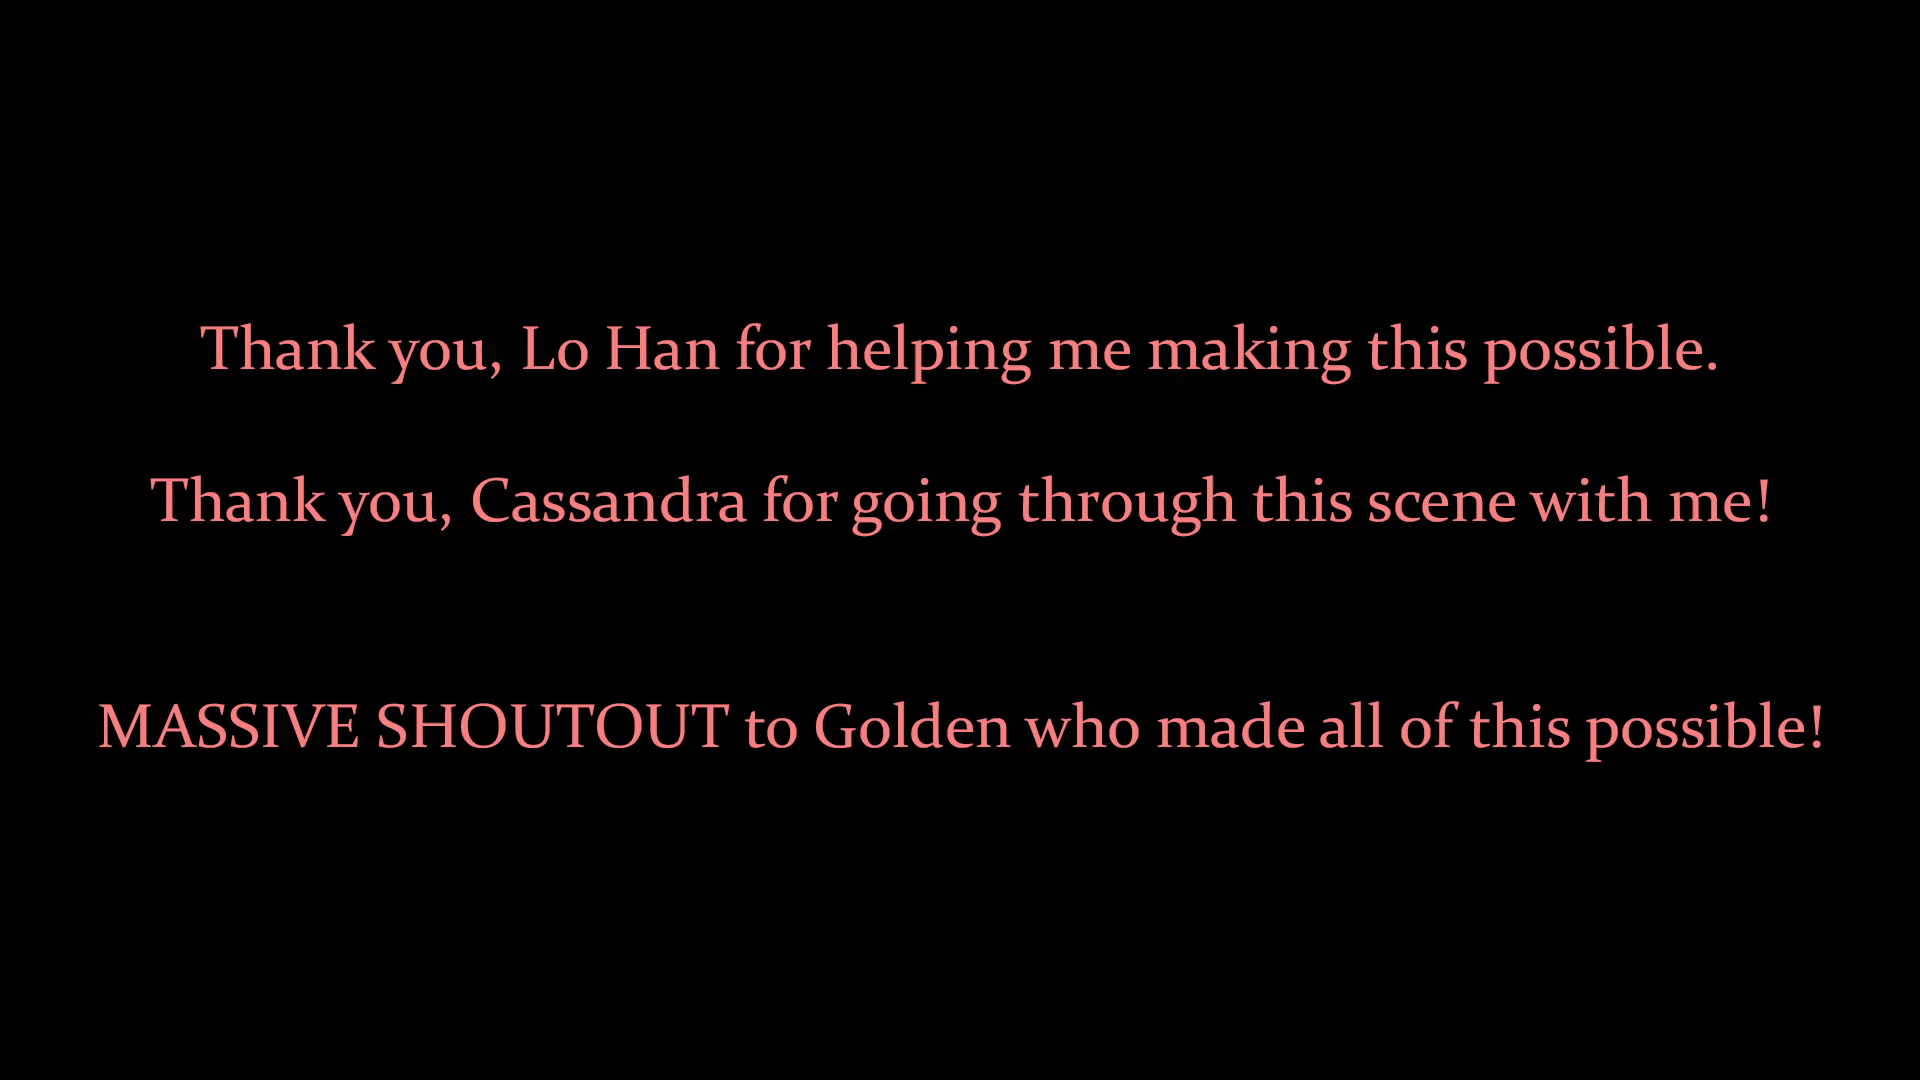 Thank you, Lo Han for helping me making this possible.
Thank you, Cassandra for going through this scene with me!
MASSIVE SHOUTOUT to Golden who made all of this possible!